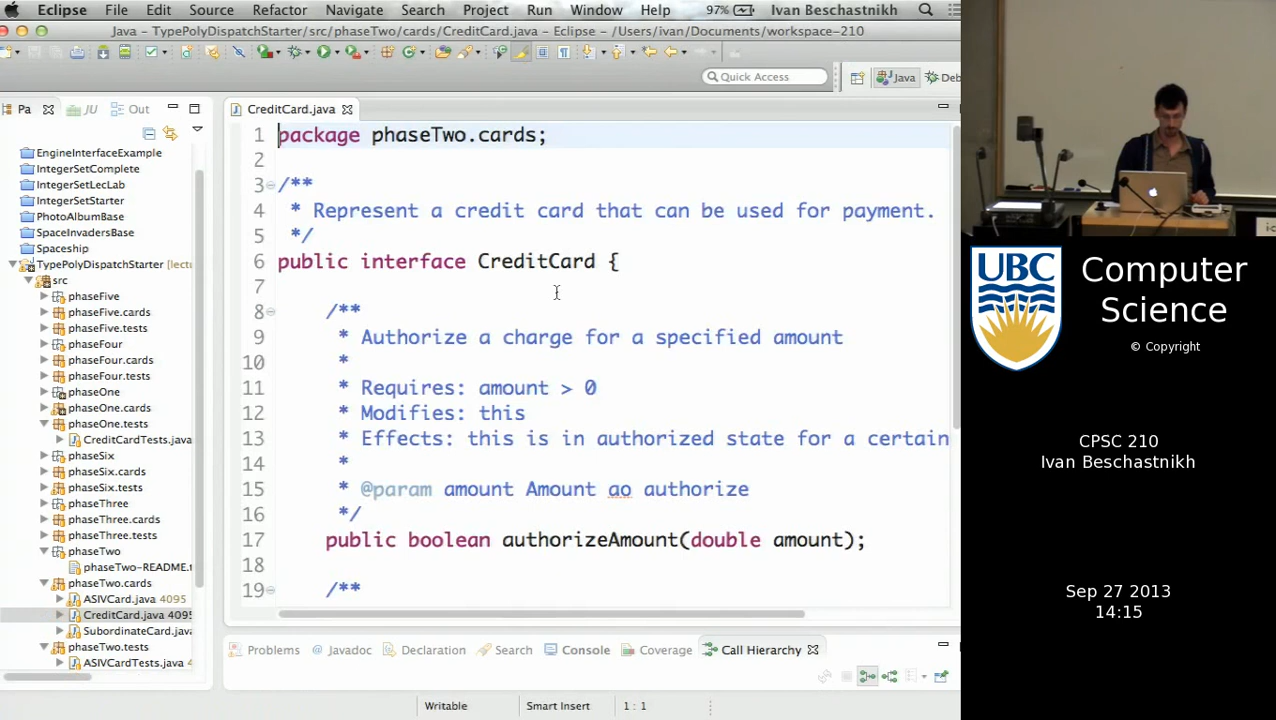 Eclipse File Edit Source Refactor Navigate Search Project Run Window Help 97% Ivan Beschastnikh
Java - TypePolyDispatchStarter/src/phaseTwo/cards/CreditCard.java - Eclipse - /Users/ivan/Documents/workspace-210
Quick Access Java Deb
Pa JU Out
EngineInterfaceExample
IntegerSetComplete
IntegerSetLecLab
IntegerSetStarter
PhotoAlbumBase
SpaceInvadersBase
Spaceship
TypePolyDispatchStarter [lectu
src
phaseFive
phaseFive.cards
phaseFive.tests
phaseFour
phaseFour.cards
phaseFour.tests
phaseOne
phaseOne.cards
phaseOne.tests
CreditCardTests.java
phaseSix
phaseSix.cards
phaseSix.tests
phaseThree
phaseThree.cards
phaseThree.tests
phaseTwo
phaseTwo-README.t
phaseTwo.cards
ASIVCard.java 4095
CreditCard.java 4095
SubordinateCard.java
phaseTwo.tests
ASIVCardTests.java 4
CreditCard.java
1 package phaseTwo.cards;
2
3 /**
4 * Represent a credit card that can be used for payment.
5 */
6 public interface CreditCard {
7
8 /**
9 * Authorize a charge for a specified amount
10 *
11 * Requires: amount > 0
12 * Modifies: this
13 * Effects: this is in authorized state for a certain
14 *
15 * @param amount Amount ao authorize
16 */
17 public boolean authorizeAmount(double amount);
18
19 /**
Problems Javadoc Declaration Search Console Coverage Call Hierarchy
Writable Smart Insert 1 : 1
UBC
Computer
Science
© Copyright
CPSC 210
Ivan Beschastnikh
Sep 27 2013
14:15